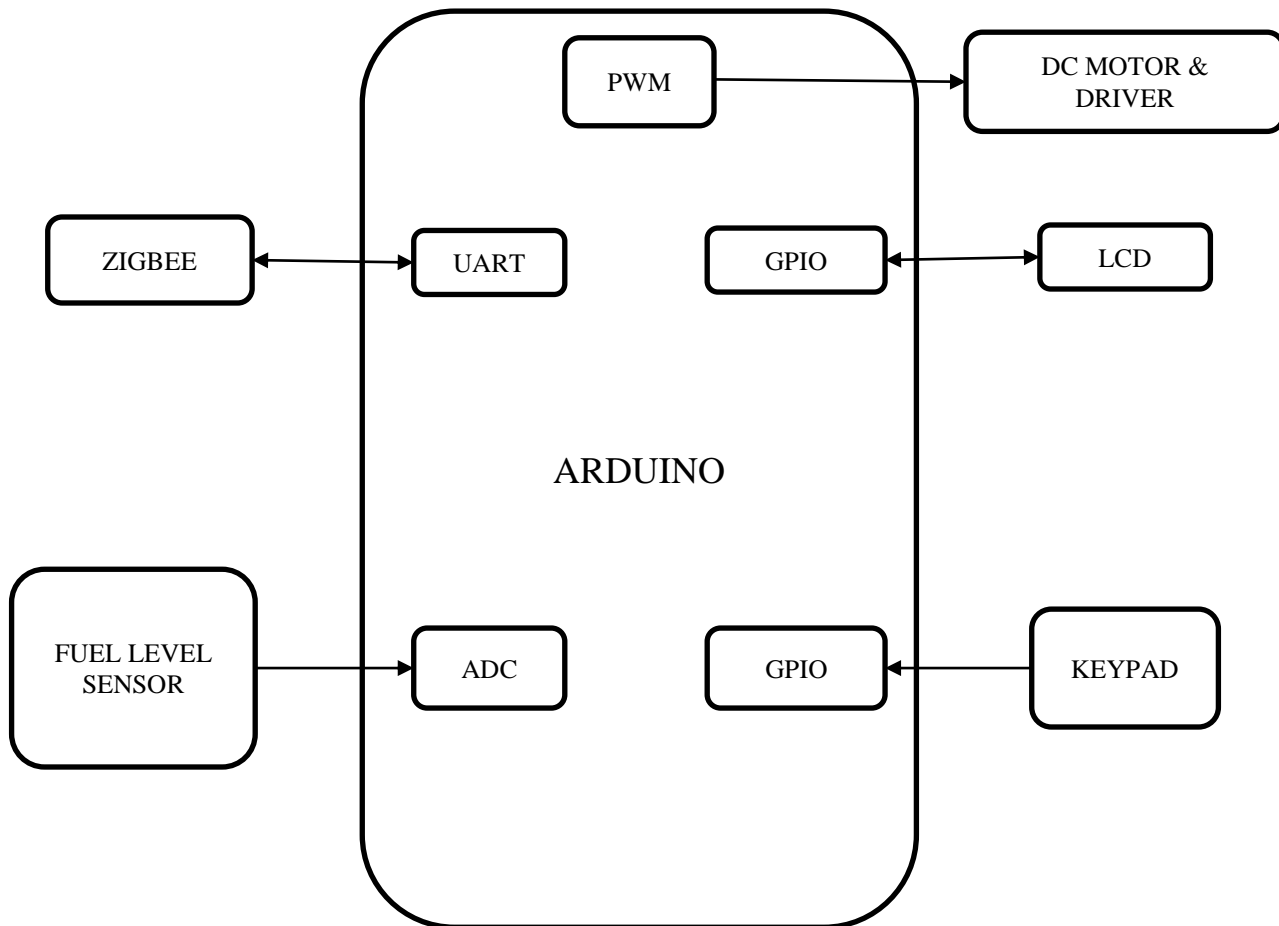 PWM
DC MOTOR &
DRIVER
ZIGBEE
UART
GPIO
LCD
ARDUINO
FUEL LEVEL
SENSOR
ADC
GPIO
KEYPAD